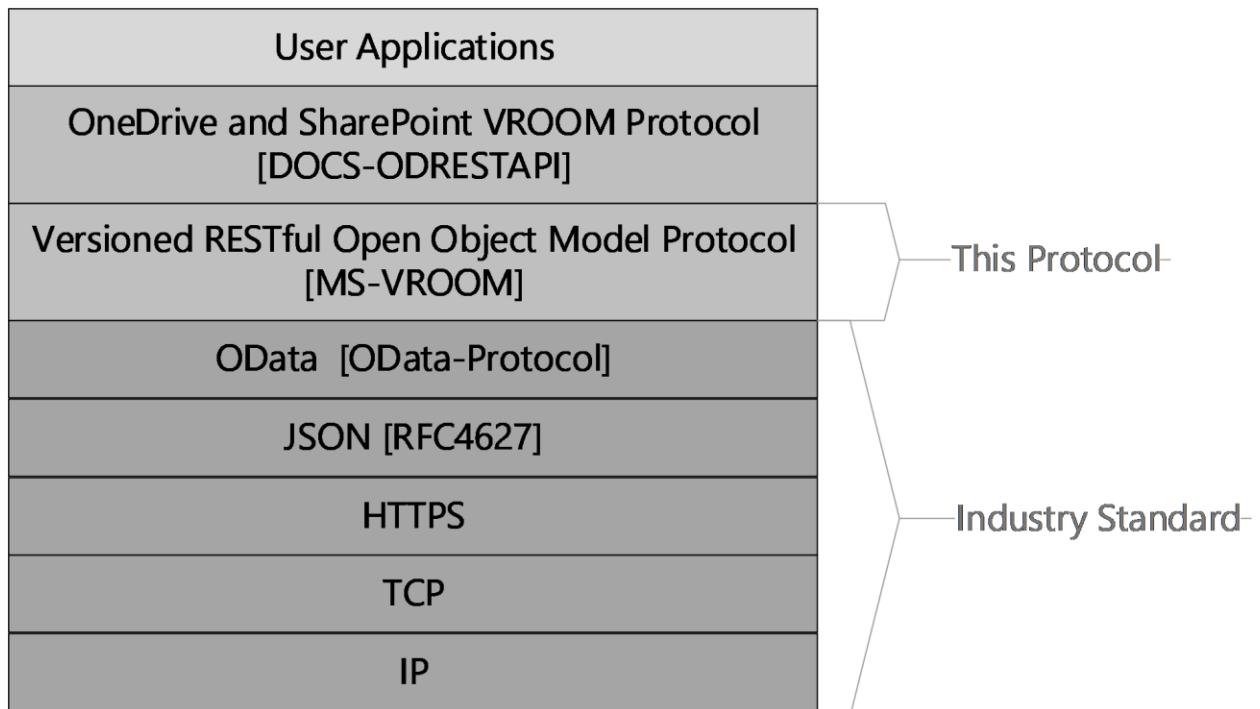 User Applications
OneDrive and SharePoint VROOM Protocol
[DOCS-ODRESTAPI]
Versioned RESTful Open Object Model Protocol
[MS-VROOM]
This Protocol
OData  [OData-Protocol]
JSON [RFC4627]
HTTPS
Industry Standard
TCP
IP